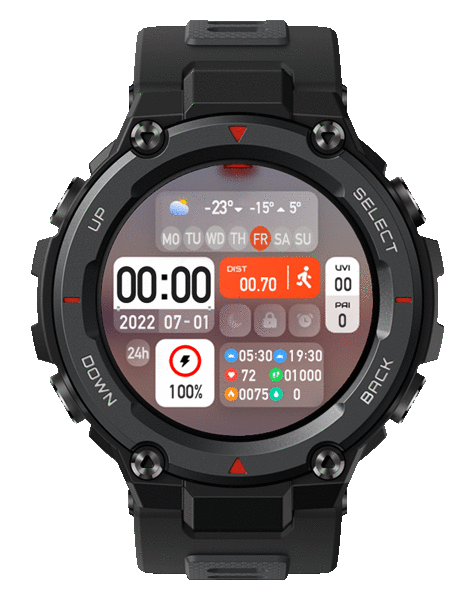 UP
SELECT
-23° -15° 5°
MO TU WD TH FR SA SU
00:00
DIST
00.70
UVI
00
PAI
0
2022 07-01
24h
100%
05:30 19:30
72 01000
0075 0
DOWN
BACK